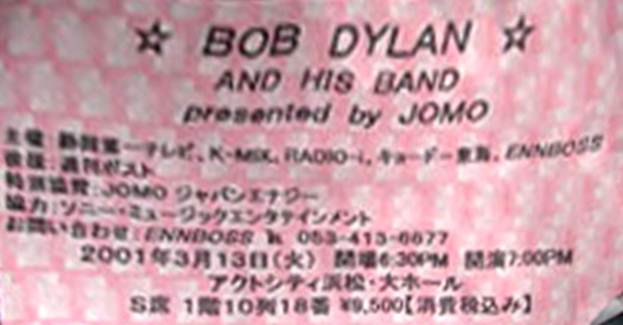 ☆ BOB DYLAN ☆
AND HIS BAND
presented by JOMO
主催:静岡第一テレビ、K-MIX、RADIO-i、キョードー東海、ENNBOSS
後援:週刊ポスト
特別協賛:JOMO ジャパンエナジー
協力:ソニー・ミュージックエンタテインメント
お問い合わせ:ENNBOSS ℡ 053-413-6677
2001年3月13日(火) 開場6:30PM 開演7:00PM
アクトシティ浜松・大ホール
S席 1階10列18番 ¥9,500【消費税込み】